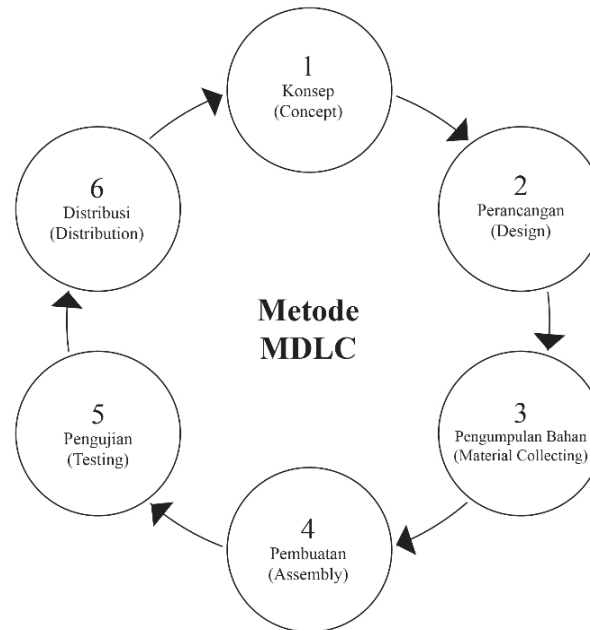 1
Konsep
(Concept)
2
Perancangan
(Design)
3
Pengumpulan Bahan
(Material Collecting)
4
Pembuatan
(Assembly)
5
Pengujian
(Testing)
6
Distribusi
(Distribution)
Metode
MDLC